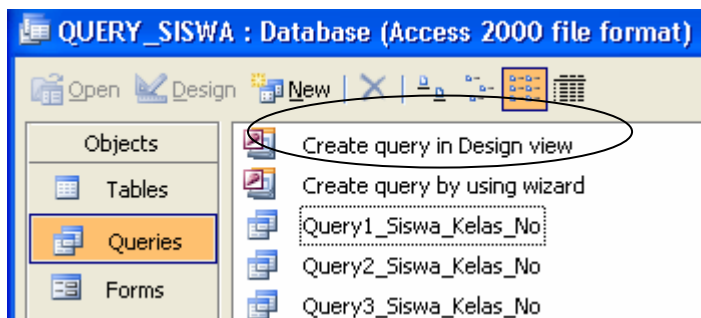 QUERY_SISWA : Database (Access 2000 file format)
Open Design New
Objects
Tables
Queries
Forms
Create query in Design view
Create query by using wizard
Query1_Siswa_Kelas_No
Query2_Siswa_Kelas_No
Query3_Siswa_Kelas_No